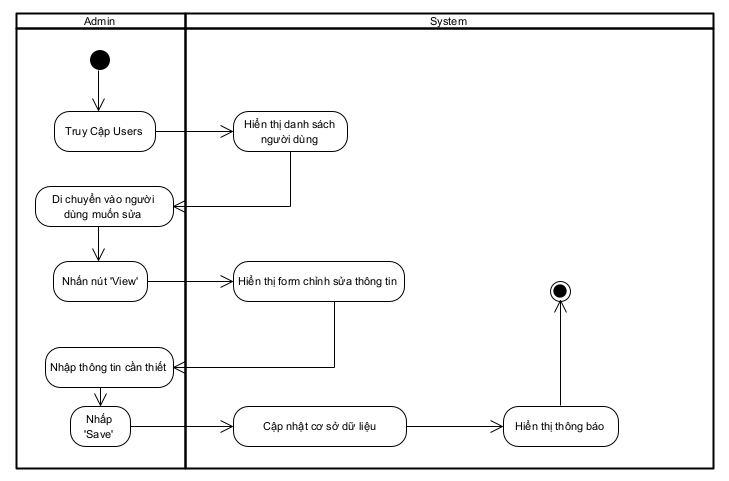 Admin
System
Truy Cập Users
Hiển thị danh sách
người dùng
Di chuyển vào người
dùng muốn sửa
Nhấn nút 'View'
Hiển thị form chỉnh sửa thông tin
Nhập thông tin cần thiết
Nhấp
'Save'
Cập nhật cơ sở dữ liệu
Hiển thị thông báo